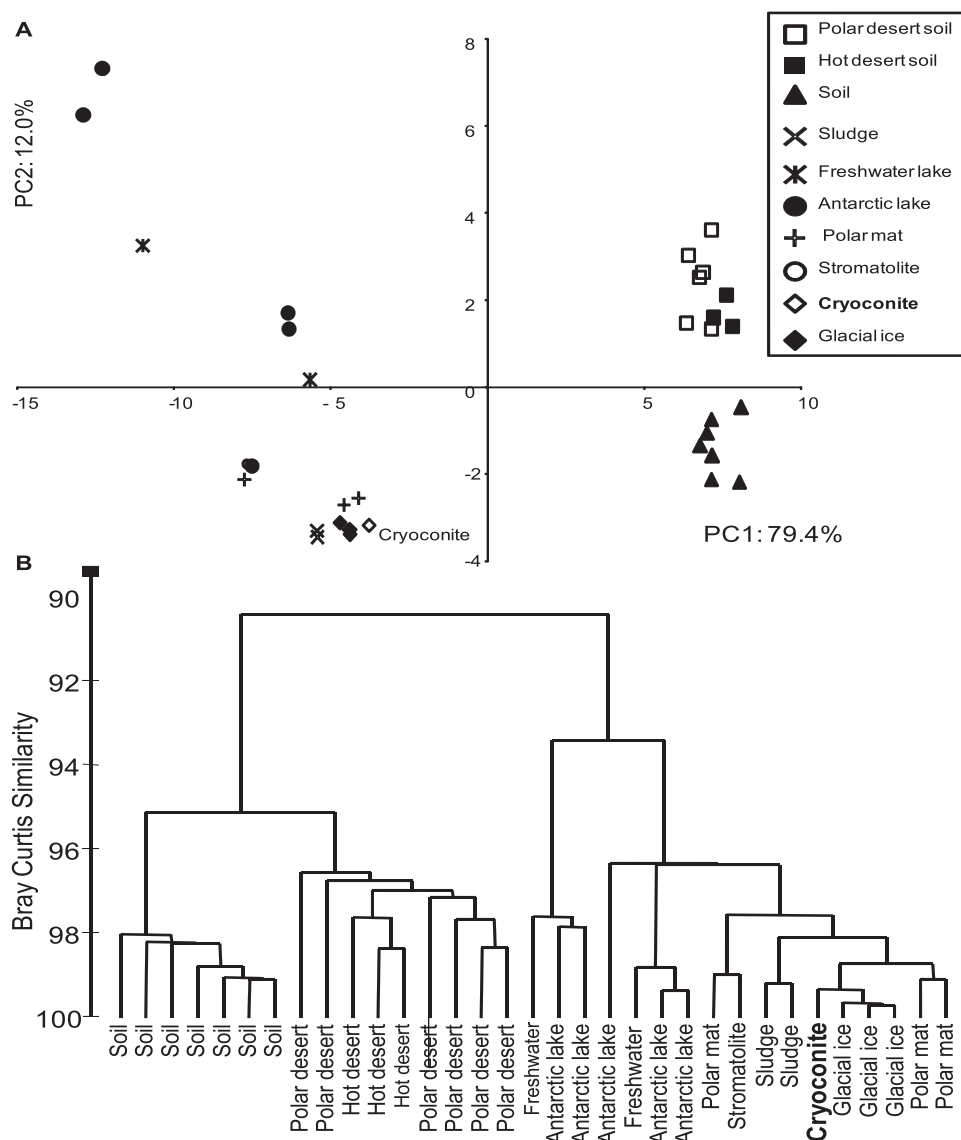 A
PC2: 12.0%
8
6
4
2
0
-2
-4
-15
-10
- 5
5
10
Polar desert soil
Hot desert soil
Soil
Sludge
Freshwater lake
Antarctic lake
Polar mat
Stromatolite
Cryoconite
Glacial ice
Cryoconite
PC1: 79.4%
B
Bray Curtis Similarity
90
92
94
96
98
100
Soil
Soil
Soil
Soil
Soil
Soil
Soil
Polar desert
Polar desert
Hot desert
Hot desert
Hot desert
Polar desert
Polar desert
Polar desert
Polar desert
Freshwater
Antarctic lake
Antarctic lake
Antarctic lake
Freshwater
Antarctic lake
Antarctic lake
Polar mat
Stromatolite
Sludge
Sludge
Cryoconite
Glacial ice
Glacial ice
Glacial ice
Polar mat
Polar mat